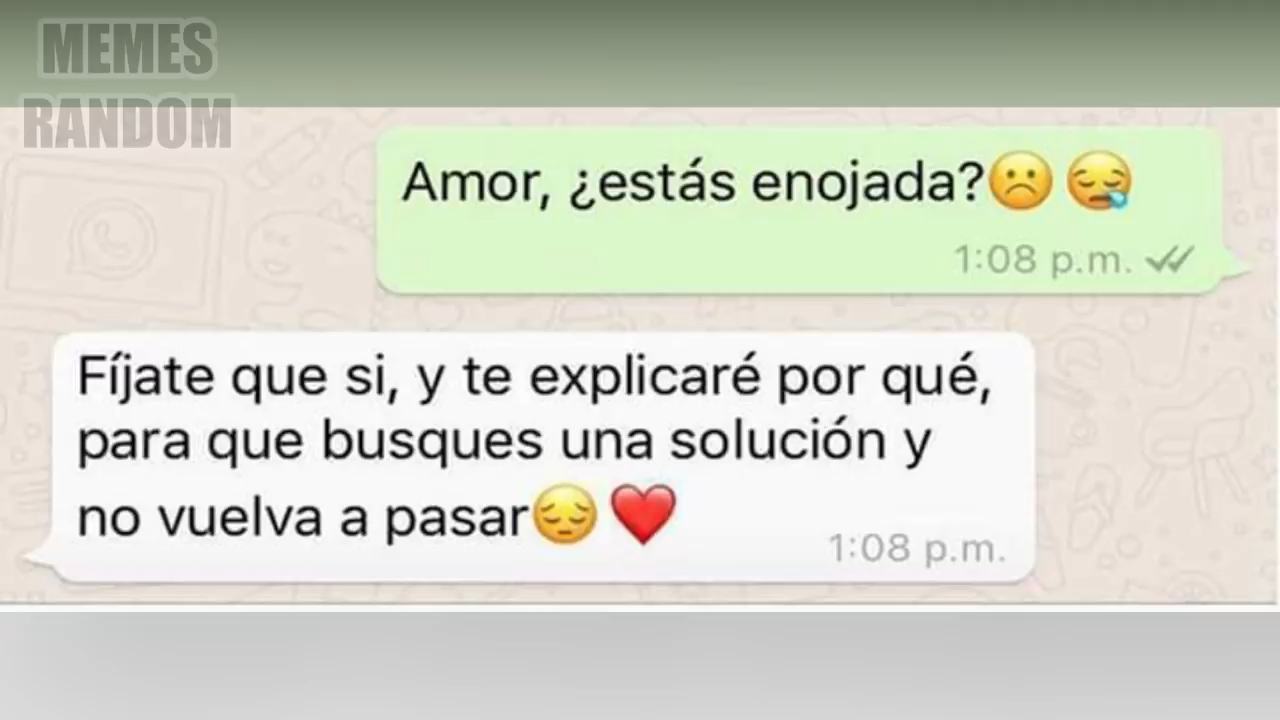 MEMES
RANDOM
Amor, ¿estás enojada?☹️😪
1:08 p.m.
Fíjate que si, y te explicaré por qué,
para que busques una solución y
no vuelva a pasar😔❤️
1:08 p.m.